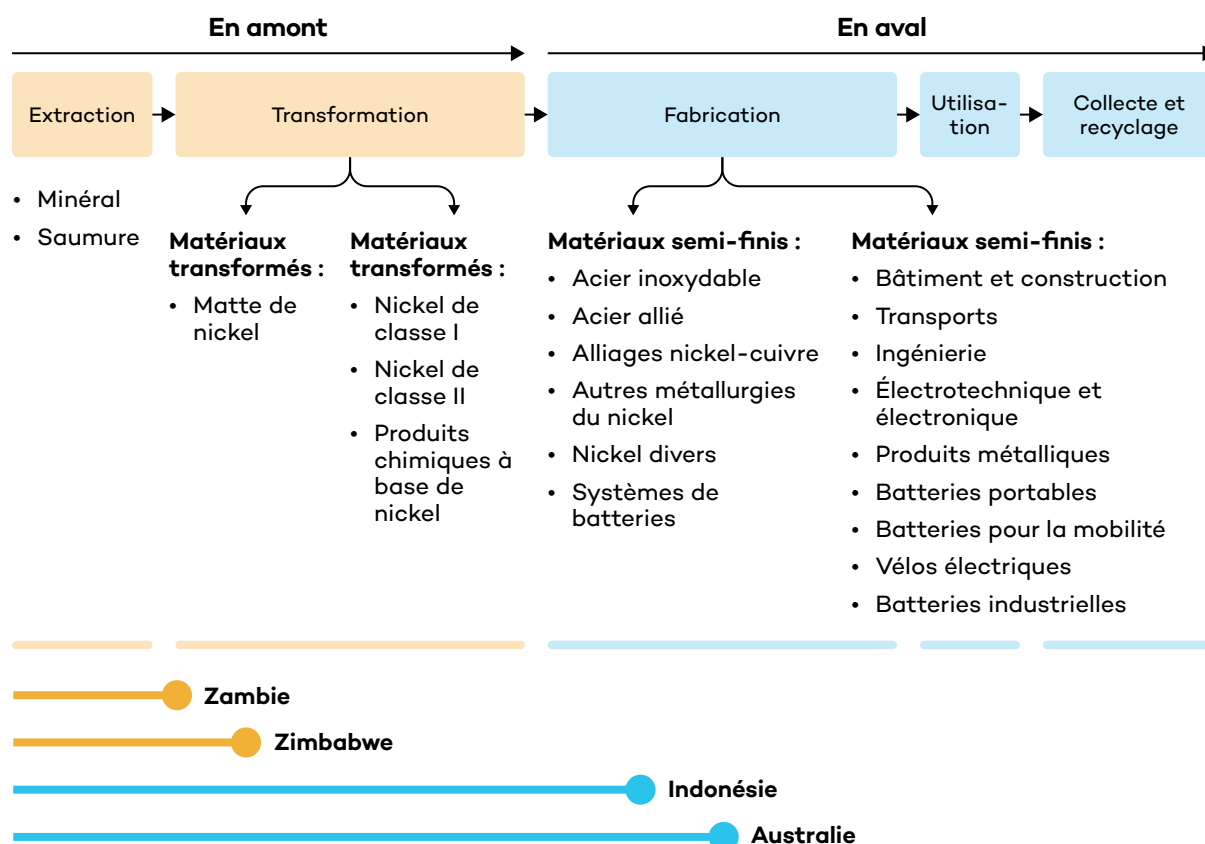 En amont
En aval
Extraction
Transformation
Fabrication
Utilisa-
tion
Collecte et
recyclage
• Minéral
• Saumure
Matériaux
transformés :
• Matte de
nickel
Matériaux
transformés :
• Nickel de
classe I
• Nickel de
classe II
• Produits
chimiques à
base de
nickel
Matériaux semi-finis :
• Acier inoxydable
• Acier allié
• Alliages nickel-cuivre
• Autres métallurgies
du nickel
• Nickel divers
• Systèmes de
batteries
Matériaux semi-finis :
• Bâtiment et construction
• Transports
• Ingénierie
• Électrotechnique et
électronique
• Produits métalliques
• Batteries portables
• Batteries pour la mobilité
• Vélos électriques
• Batteries industrielles
Zambie
Zimbabwe
Indonésie
Australie